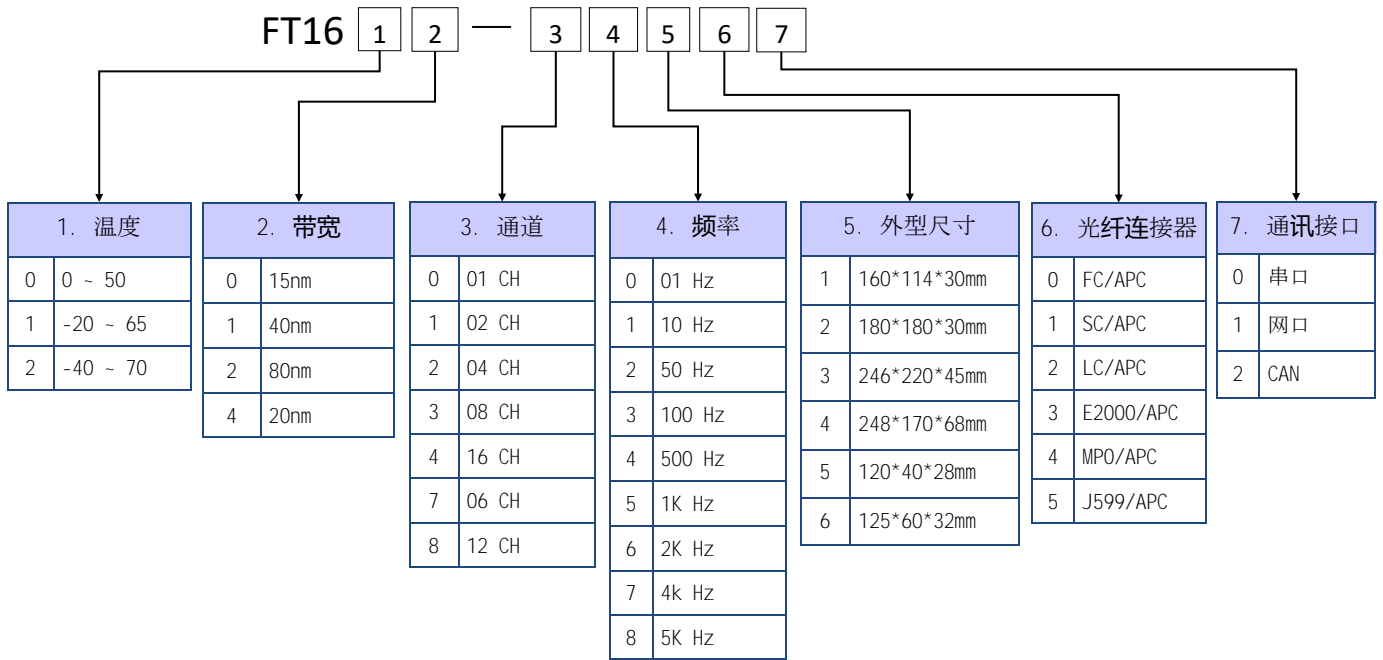 FT16 1 2 — 3 4 5 6 7
1. 温度
0 0 ~ 50
1 -20 ~ 65
2 -40 ~ 70
2. 带宽
0 15nm
1 40nm
2 80nm
4 20nm
3. 通道
0 01 CH
1 02 CH
2 04 CH
3 08 CH
4 16 CH
7 06 CH
8 12 CH
4. 频率
0 01 Hz
1 10 Hz
2 50 Hz
3 100 Hz
4 500 Hz
5 1K Hz
6 2K Hz
7 4k Hz
8 5K Hz
5. 外型尺寸
1 160*114*30mm
2 180*180*30mm
3 246*220*45mm
4 248*170*68mm
5 120*40*28mm
6 125*60*32mm
6. 光纤连接器
0 FC/APC
1 SC/APC
2 LC/APC
3 E2000/APC
4 MPO/APC
5 J599/APC
7. 通讯接口
0 串口
1 网口
2 CAN